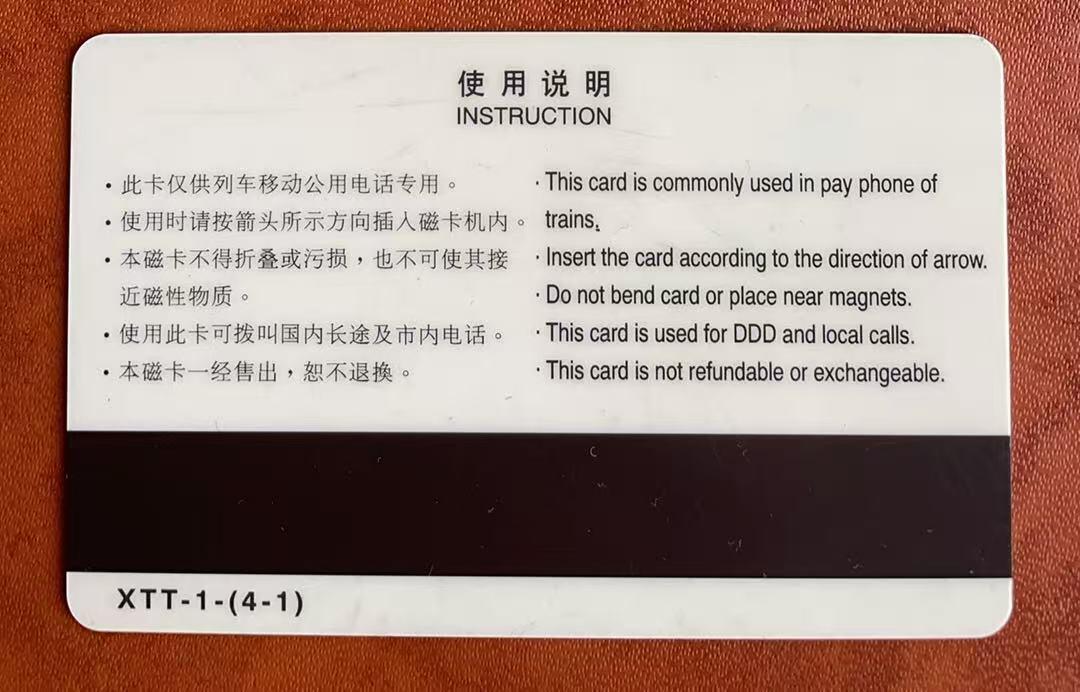 使用说明
INSTRUCTION
·此卡仅供列车移动公用电话专用。
·使用时请按箭头所示方向插入磁卡机内。
·本磁卡不得折叠或污损，也不可使其接
近磁性物质。
·使用此卡可拨叫国内长途及市内电话。
·本磁卡一经售出，恕不退换。
·This card is commonly used in pay phone of
trains.
·Insert the card according to the direction of arrow.
·Do not bend card or place near magnets.
·This card is used for DDD and local calls.
·This card is not refundable or exchangeable.
XTT-1-(4-1)